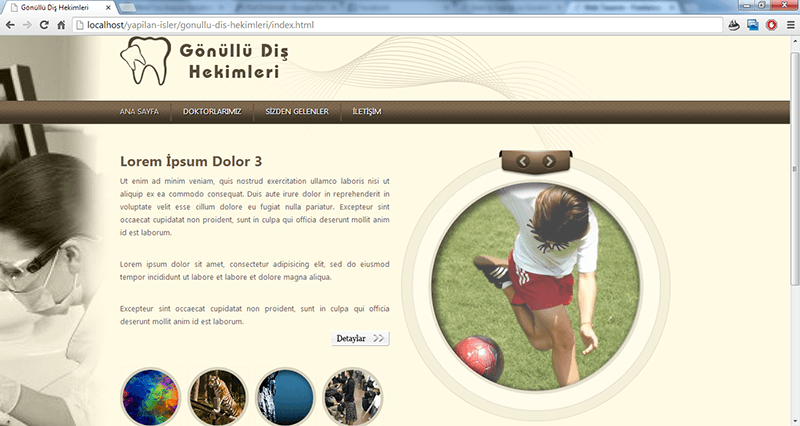 Gönüllü Diş Hekimleri
localhost/yapilan-isler/gonullu-dis-hekimleri/index.html
Gönüllü Diş
Hekimleri
ANA SAYFA
DOKTORLARIMIZ
SİZDEN GELENLER
İLETİŞİM
Lorem İpsum Dolor 3
Ut enim ad minim veniam, quis nostrud exercitation ullamco laboris nisi ut
aliquip ex ea commodo consequat. Duis aute irure dolor in reprehenderit in
voluptate velit esse cillum dolore eu fugiat nulla pariatur. Excepteur sint
occaecat cupidatat non proident, sunt in culpa qui officia deserunt mollit anim
id est laborum.
Lorem ipsum dolor sit amet, consectetur adipisicing elit, sed do eiusmod
tempor incididunt ut labore et labore et dolore magna aliqua.
Excepteur sint occaecat cupidatat non proident, sunt in culpa qui officia
deserunt mollit anim id est laborum.
Detaylar